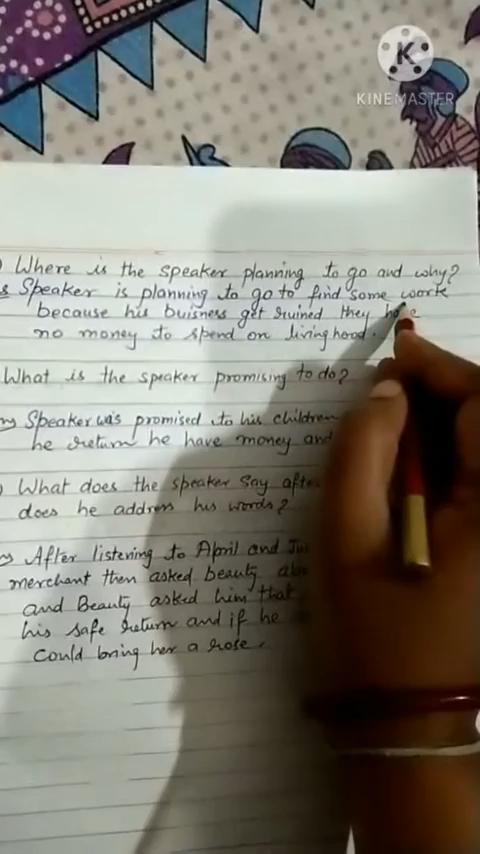 K
KINEMASTER
Where is the speaker planning to go and why?
Speaker is planning to go to find some work
because his buisness get ruined they
no money to spend on livinghood.
What is the speaker promising to do?
Speaker was promised to his children
he return he have money and
What does the speaker say
does he address his words?
After listening to April and
merchant then asked beauty
and Beauty asked him that
his safe return and if he
Could bring her a rose.